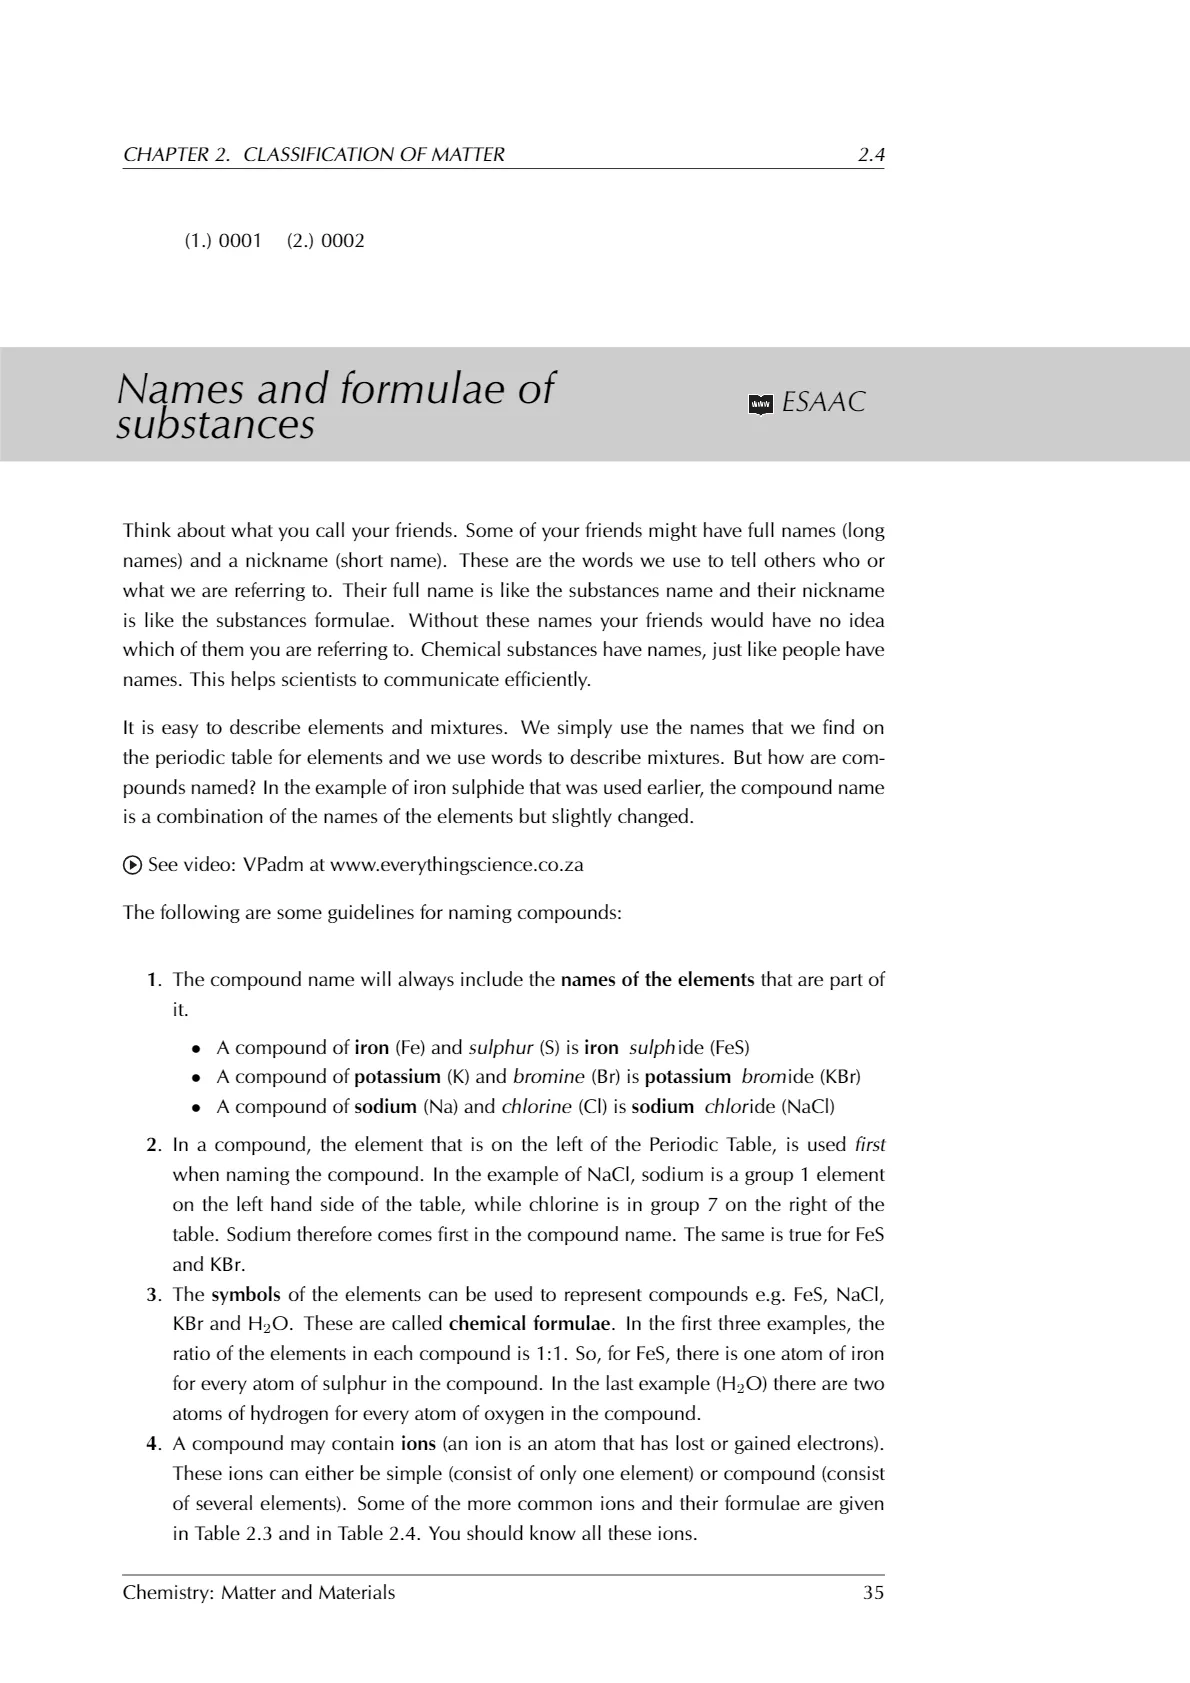 CHAPTER 2. CLASSIFICATION OF MATTER 2.4
(1.) 0001 (2.) 0002
Names and formulae of
substances
www ESAAC
Think about what you call your friends. Some of your friends might have full names (long
names) and a nickname (short name). These are the words we use to tell others who or
what we are referring to. Their full name is like the substances name and their nickname
is like the substances formulae. Without these names your friends would have no idea
which of them you are referring to. Chemical substances have names, just like people have
names. This helps scientists to communicate efficiently.
It is easy to describe elements and mixtures. We simply use the names that we find on
the periodic table for elements and we use words to describe mixtures. But how are com-
pounds named? In the example of iron sulphide that was used earlier, the compound name
is a combination of the names of the elements but slightly changed.
See video: VPadm at www.everythingscience.co.za
The following are some guidelines for naming compounds:
1. The compound name will always include the names of the elements that are part of
it.
• A compound of iron (Fe) and sulphur (S) is iron sulphide (FeS)
• A compound of potassium (K) and bromine (Br) is potassium bromide (KBr)
• A compound of sodium (Na) and chlorine (Cl) is sodium chloride (NaCl)
2. In a compound, the element that is on the left of the Periodic Table, is used first
when naming the compound. In the example of NaCl, sodium is a group 1 element
on the left hand side of the table, while chlorine is in group 7 on the right of the
table. Sodium therefore comes first in the compound name. The same is true for FeS
and KBr.
3. The symbols of the elements can be used to represent compounds e.g. FeS, NaCl,
KBr and H₂O. These are called chemical formulae. In the first three examples, the
ratio of the elements in each compound is 1:1. So, for FeS, there is one atom of iron
for every atom of sulphur in the compound. In the last example (H₂O) there are two
atoms of hydrogen for every atom of oxygen in the compound.
4. A compound may contain ions (an ion is an atom that has lost or gained electrons).
These ions can either be simple (consist of only one element) or compound (consist
of several elements). Some of the more common ions and their formulae are given
in Table 2.3 and in Table 2.4. You should know all these ions.
Chemistry: Matter and Materials 35